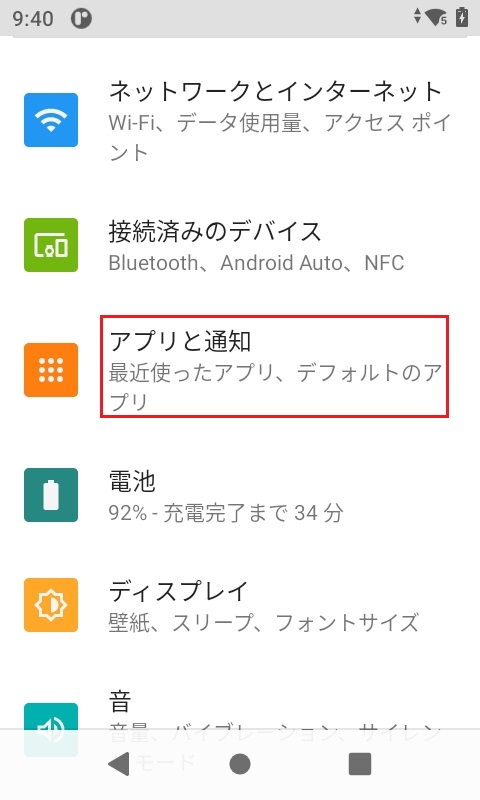 9:40
5
ネットワークとインターネット
Wi-Fi、データ使用量、アクセス ポイ
ント
接続済みのデバイス
Bluetooth、Android Auto、NFC
アプリと通知
最近使ったアプリ、デフォルトのア
プリ
電池
92% - 充電完了まで 34 分
ディスプレイ
壁紙、スリープ、フォントサイズ
音
音量、バイブレーション、サイレン
モード